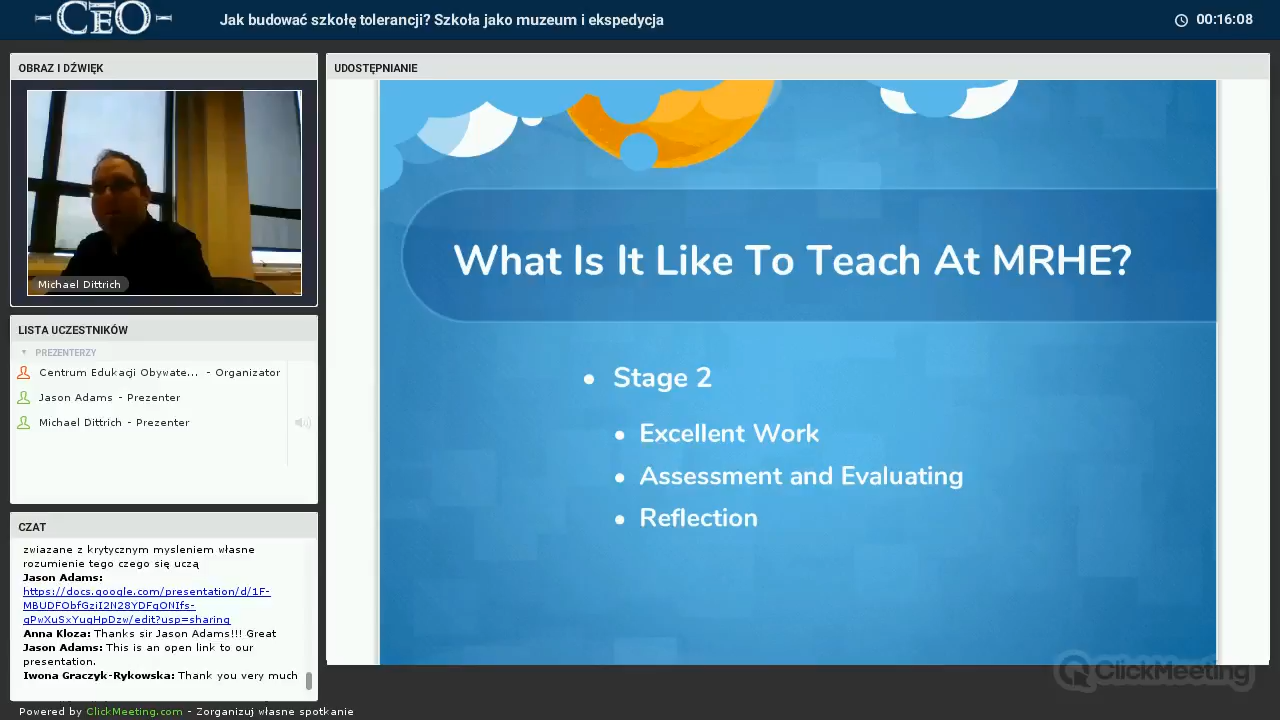 CEO
Jak budować szkołę tolerancji? Szkoła jako muzeum i ekspedycja
00:16:08
OBRAZ I DŹWIĘK
Michael Dittrich
LISTA UCZESTNIKÓW
PREZENTERZY
Centrum Edukacji Obywate... - Organizator
Jason Adams - Prezenter
Michael Dittrich - Prezenter
CZAT
zwiazane z krytycznym mysleniem własne
rozumienie tego czego się uczą
Jason Adams:
https://docs.google.com/presentation/d/1F-
MBUDFObfGziI2N28YDFgONIfs-
qPwXuSxYuqHpDzw/edit?usp=sharing
Anna Kloza: Thanks sir Jason Adams!!! Great
Jason Adams: This is an open link to our
presentation.
Iwona Graczyk-Rykowska: Thank you very much
UDOSTĘPNIANIE
What Is It Like To Teach At MRHE?
Stage 2
Excellent Work
Assessment and Evaluating
Reflection
ClickMeeting
Powered by ClickMeeting.com - Zorganizuj własne spotkanie